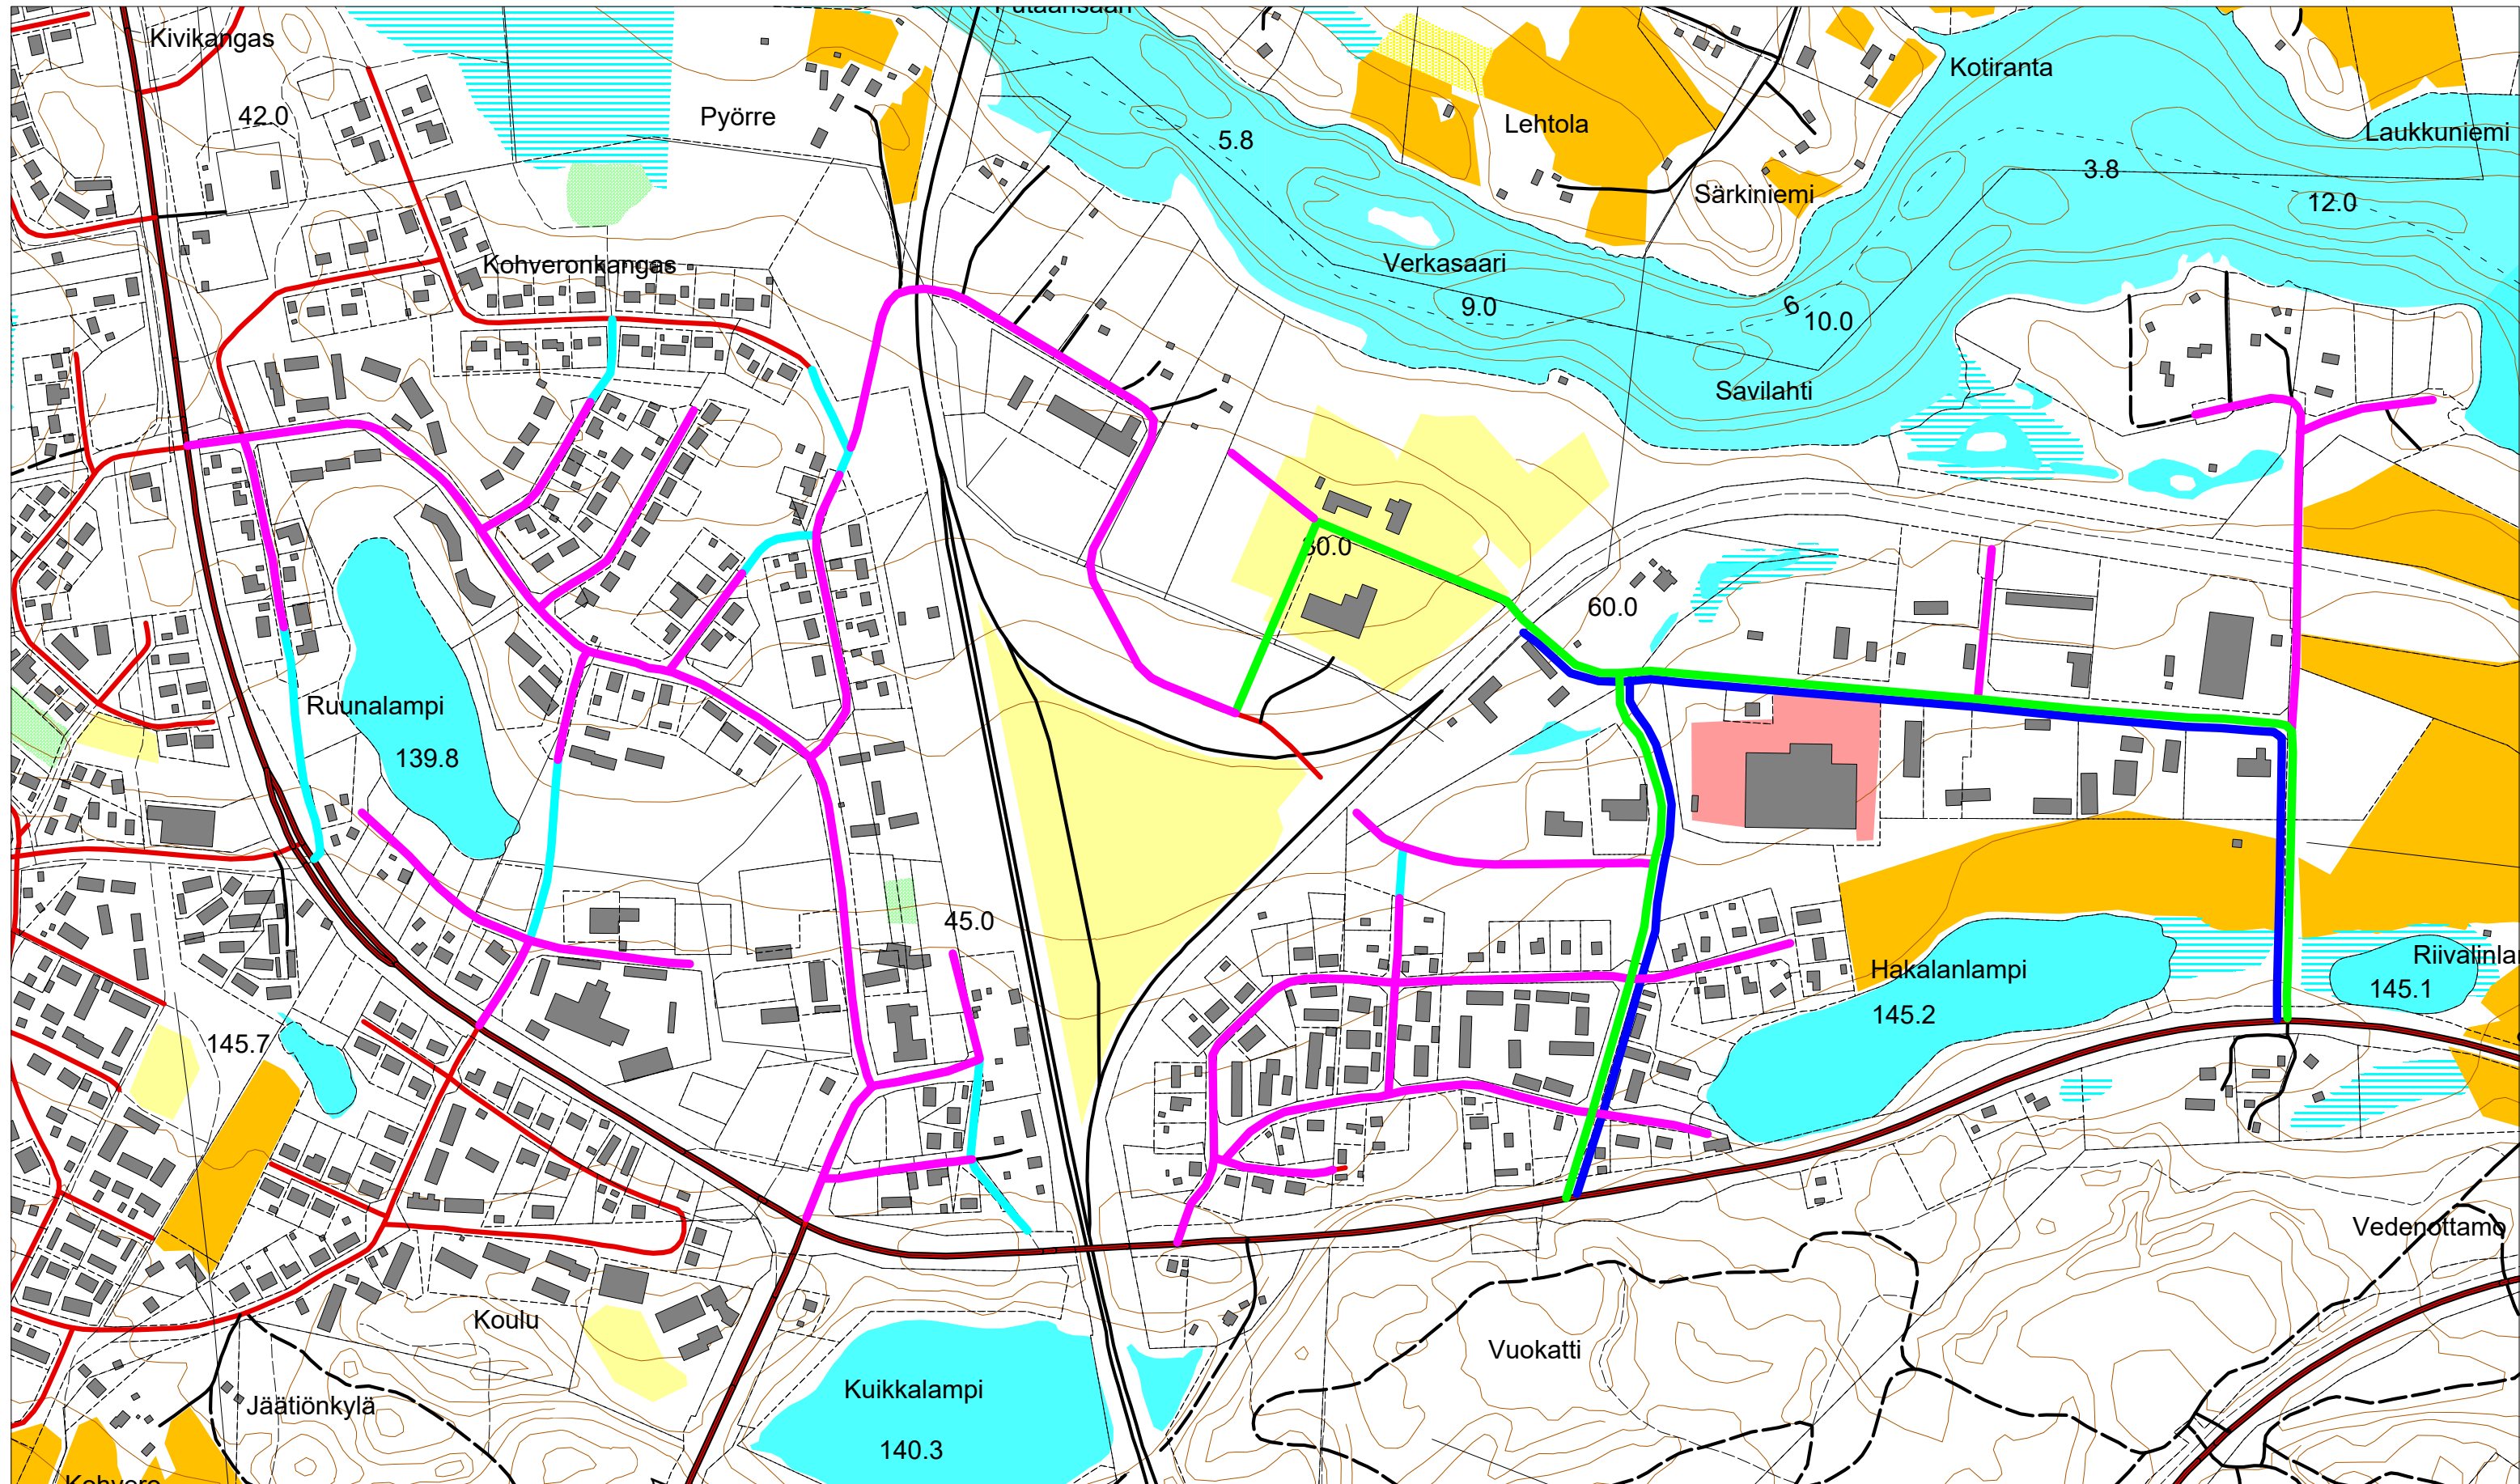 Kivikangas
Kotiranta
42.0
Pyörre
Lehtola
Laukkuniemi
5.8
3.8
Särkiniemi
12.0
Kohveronkangas
Verkasaari
9.0
6
10.0
Savilahti
30.0
60.0
Ruunalampi
139.8
45.0
Hakalanlampi
145.2
145.1
145.7
Vedenottamo
Koulu
Vuokatti
Kuikkalampi
Jäätiönkylä
140.3